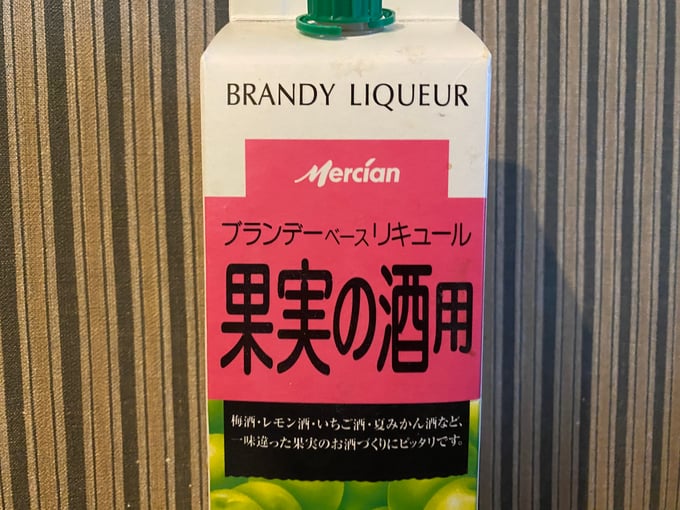 BRANDY LIQUEUR
Mercian
ブランデーベースリキュール
果実の酒用
梅酒・レモン酒・いちご酒・夏みかん酒など、
一味違った果実のお酒づくりにピッタリです。